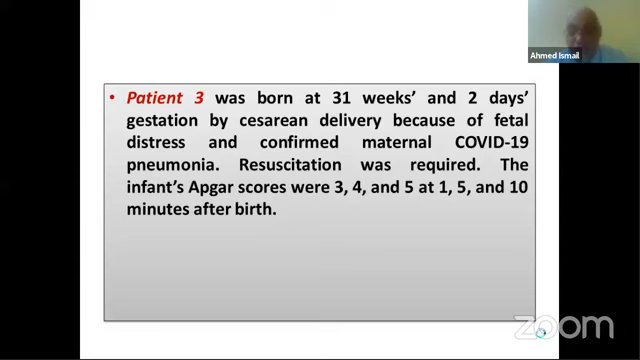 Ahmed Ismail
• Patient 3 was born at 31 weeks' and 2 days'
gestation by cesarean delivery because of fetal
distress and confirmed maternal COVID-19
pneumonia. Resuscitation was required. The
infant's Apgar scores were 3, 4, and 5 at 1, 5, and 10
minutes after birth.
zoom